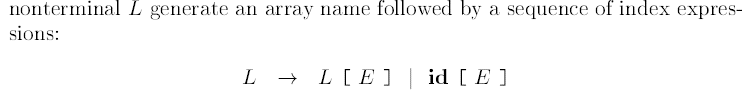 nonterminal L generate an array name followed by a sequence of index expres-
sions:
L → L [ E ] | id [ E ]